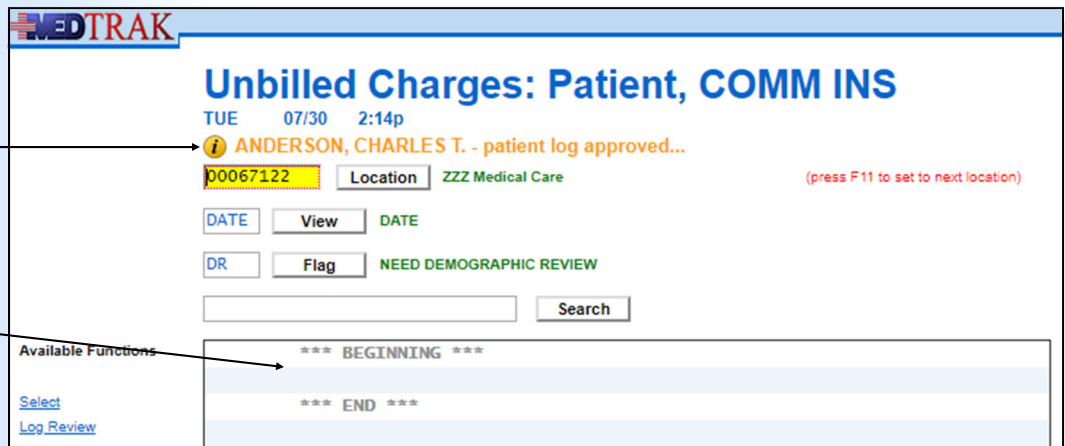 MEDTRAK
Unbilled Charges: Patient, COMM INS
TUE 07/30 2:14p
i ANDERSON, CHARLES T. - patient log approved...
00067122 Location ZZZ Medical Care (press F11 to set to next location)
DATE View DATE
DR Flag NEED DEMOGRAPHIC REVIEW
Search
Available Functions *** BEGINNING ***
Select *** END ***
Log Review